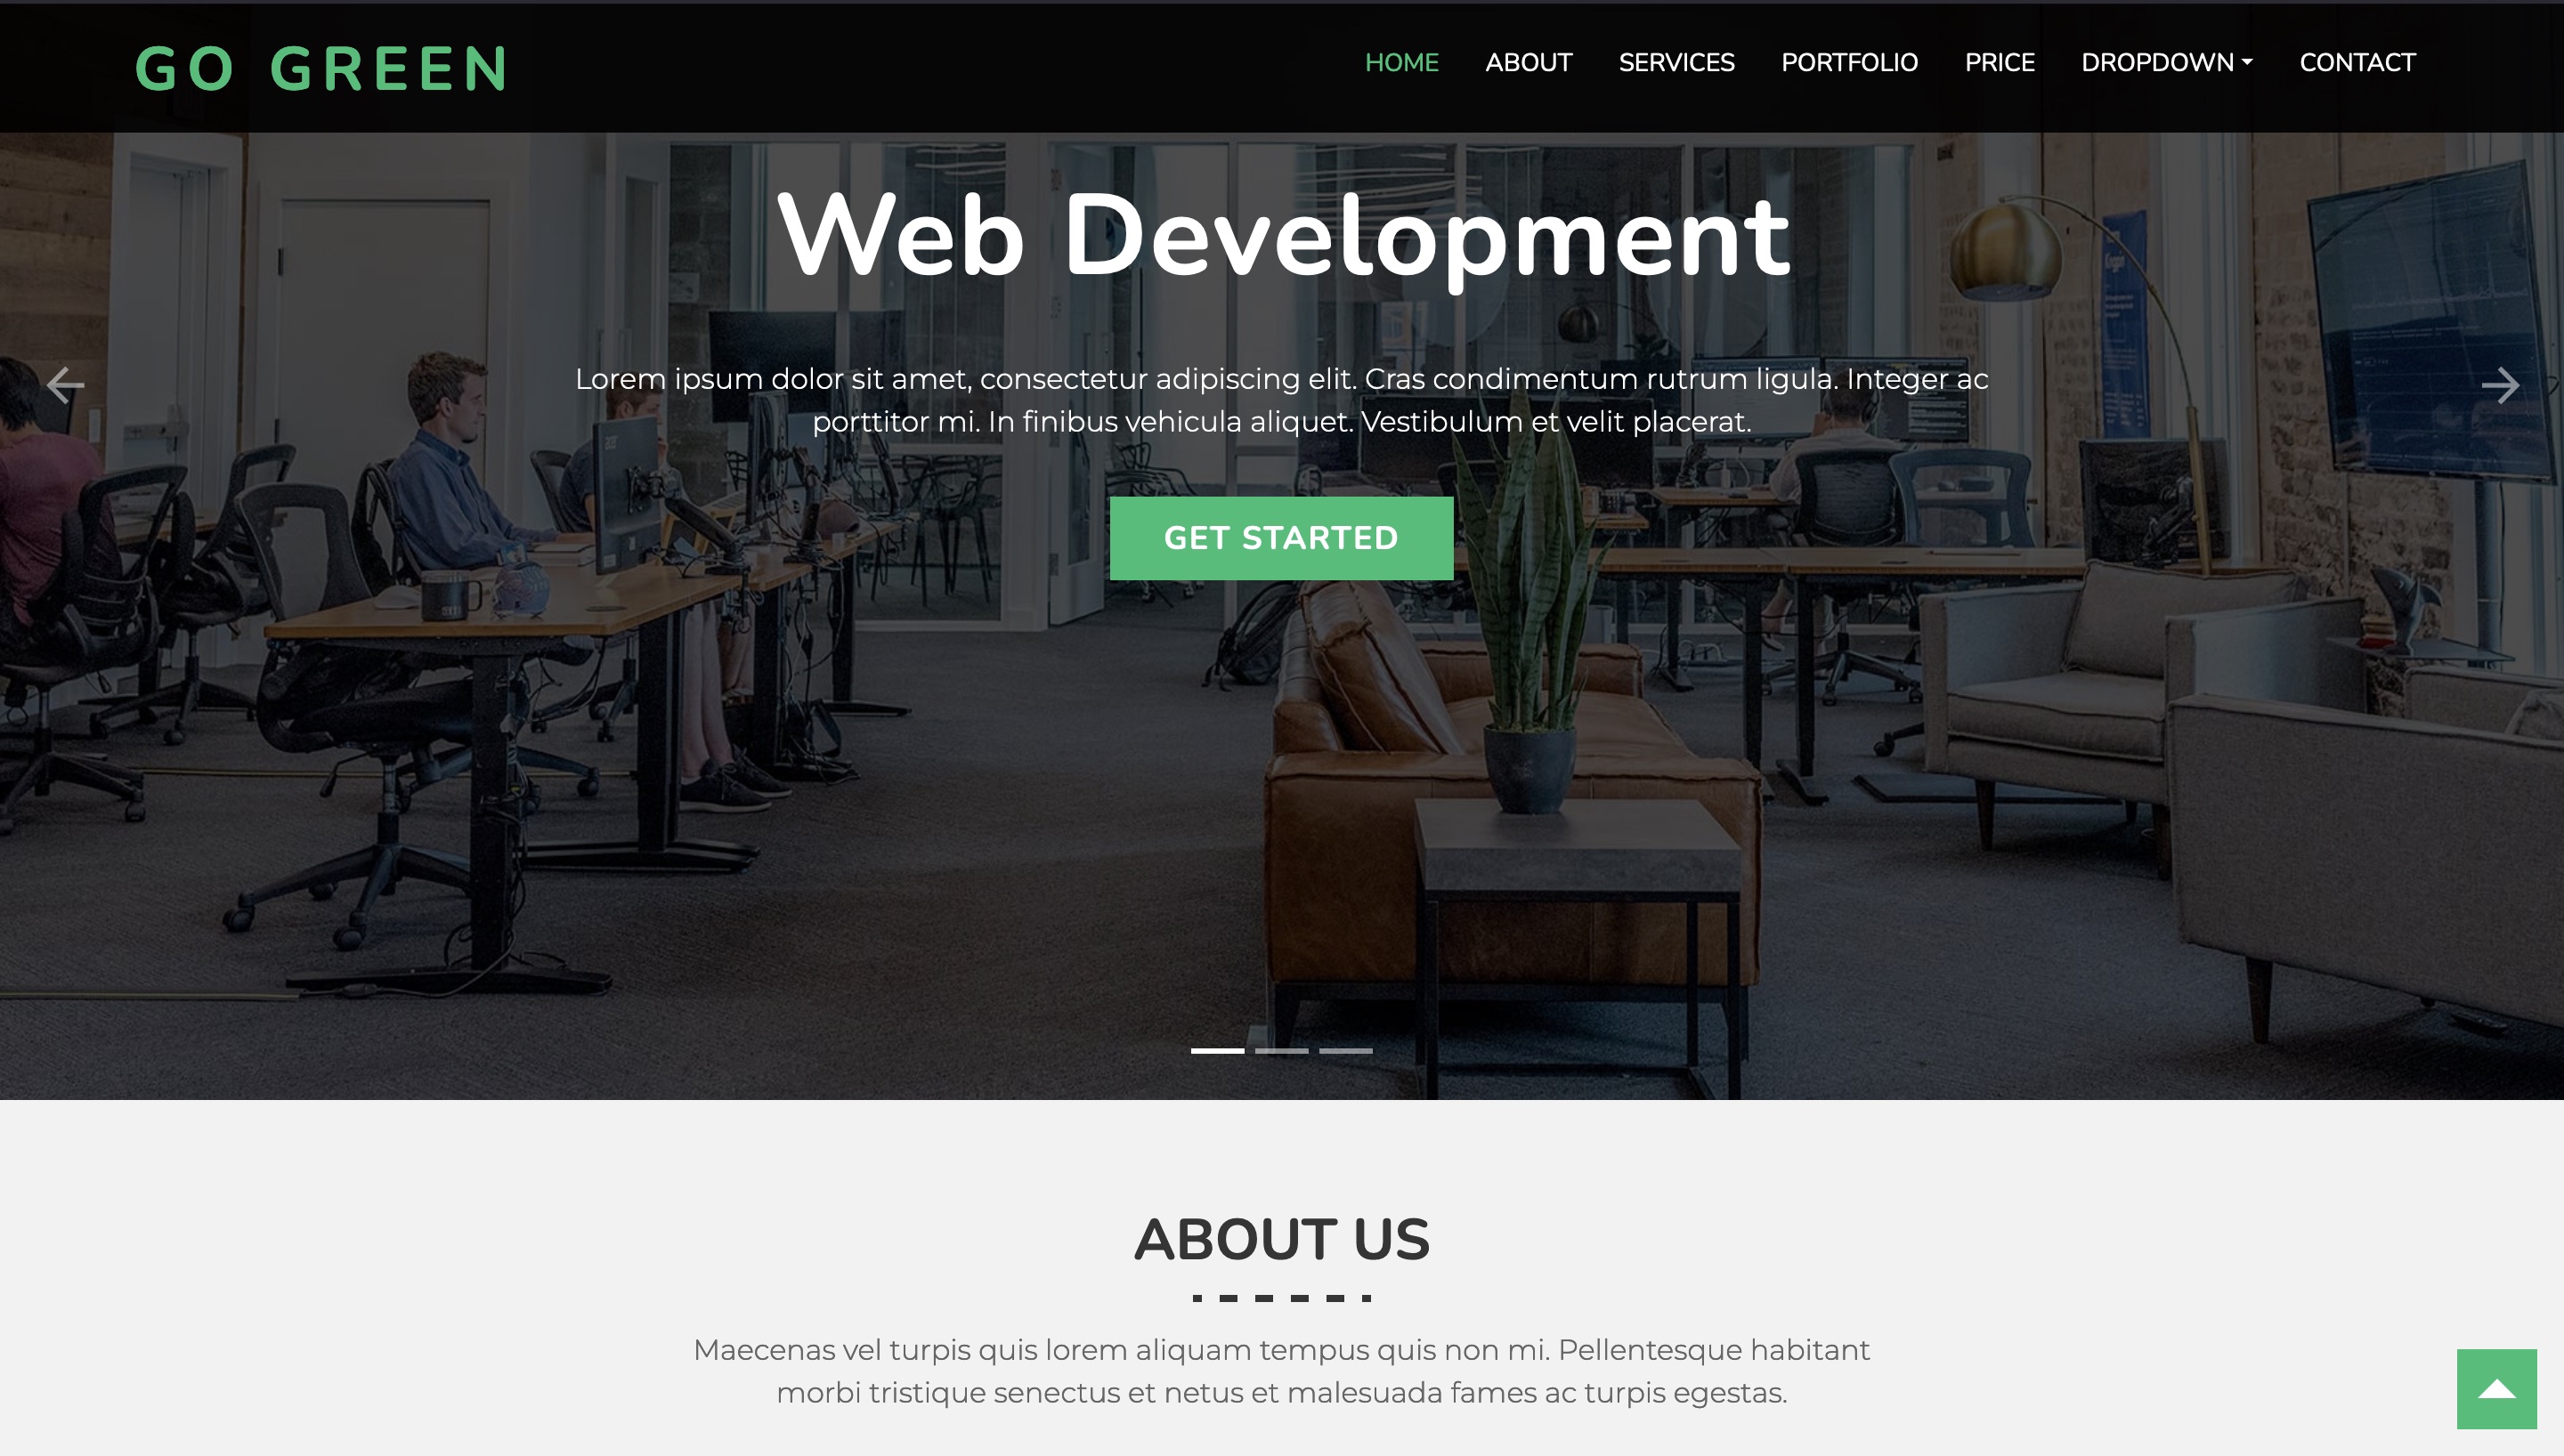 GO GREEN
HOME ABOUT SERVICES PORTFOLIO PRICE DROPDOWN CONTACT
Web Development
Lorem ipsum dolor sit amet, consectetur adipiscing elit. Cras condimentum rutrum ligula. Integer ac
porttitor mi. In finibus vehicula aliquet. Vestibulum et velit placerat.
acer
GET STARTED
ABOUT US
Maecenas vel turpis quis lorem aliquam tempus quis non mi. Pellentesque habitant
morbi tristique senectus et netus et malesuada fames ac turpis egestas.